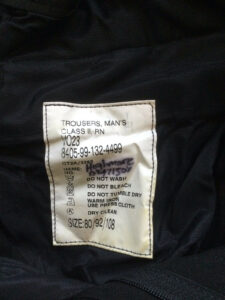 TROUSERS, MAN'S
CLASS II-RN
8405-99-132-4499
DO NOT WASH
DO NOT BLEACH
DO NOT TUMBLE DRY
WARM IRON
USE PRESS CLOTH
DRY CLEAN
SIZE: 80/92/108